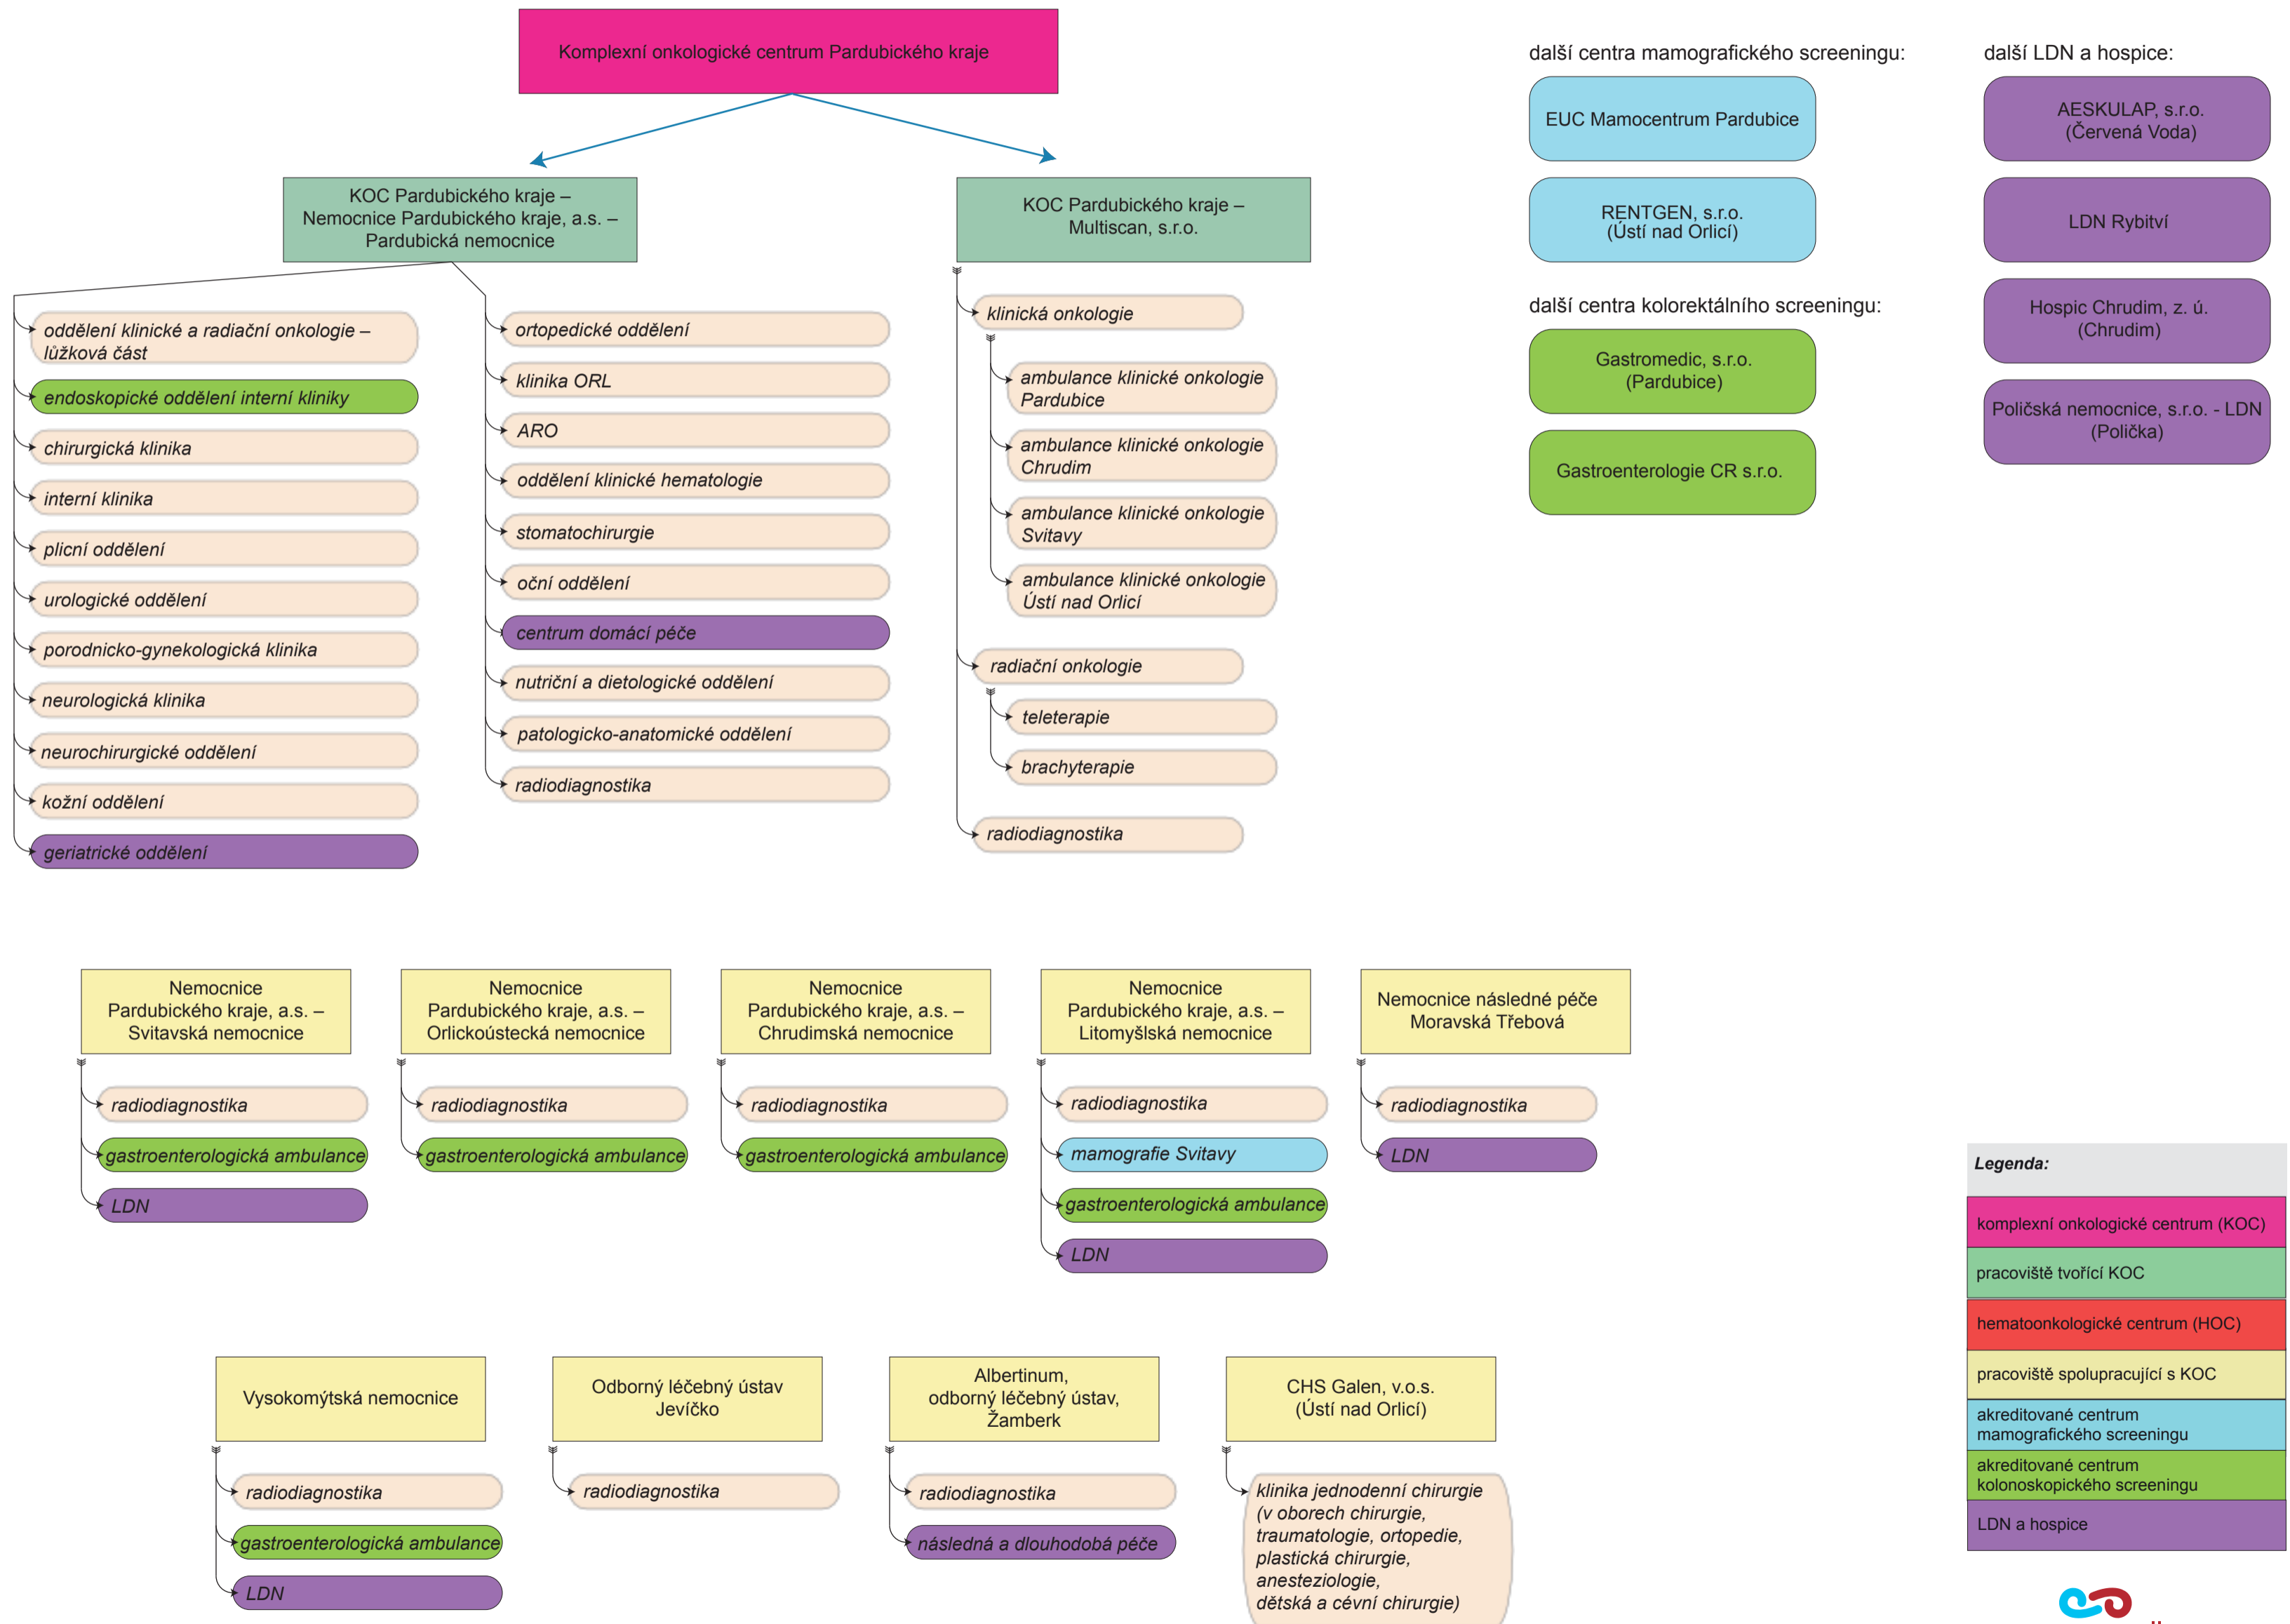 Komplexní onkologické centrum Pardubického kraje
KOC Pardubického kraje –
Nemocnice Pardubického kraje, a.s. –
Pardubická nemocnice
oddělení klinické a radiační onkologie –
lůžková část
endoskopické oddělení interní kliniky
chirurgická klinika
interní klinika
plicní oddělení
urologické oddělení
porodnicko-gynekologická klinika
neurologická klinika
neurochirurgické oddělení
kožní oddělení
geriatrické oddělení
ortopedické oddělení
klinika ORL
ARO
oddělení klinické hematologie
stomatochirurgie
oční oddělení
centrum domácí péče
nutriční a dietologické oddělení
patologicko-anatomické oddělení
radiodiagnostika
KOC Pardubického kraje –
Multiscan, s.r.o.
klinická onkologie
ambulance klinické onkologie
Pardubice
ambulance klinické onkologie
Chrudim
ambulance klinické onkologie
Svitavy
ambulance klinické onkologie
Ústí nad Orlicí
radiační onkologie
teleterapie
brachyterapie
radiodiagnostika
další centra mamografického screeningu:
EUC Mamocentrum Pardubice
RENTGEN, s.r.o.
(Ústí nad Orlicí)
další centra kolorektálního screeningu:
Gastromedic, s.r.o.
(Pardubice)
Gastroenterologie CR s.r.o.
další LDN a hospice:
AESKULAP, s.r.o.
(Červená Voda)
LDN Rybitví
Hospic Chrudim, z. ú.
(Chrudim)
Poličská nemocnice, s.r.o. - LDN
(Polička)
Nemocnice
Pardubického kraje, a.s. –
Svitavská nemocnice
radiodiagnostika
gastroenterologická ambulance
LDN
Nemocnice
Pardubického kraje, a.s. –
Orlickoústecká nemocnice
radiodiagnostika
gastroenterologická ambulance
Nemocnice
Pardubického kraje, a.s. –
Chrudimská nemocnice
radiodiagnostika
gastroenterologická ambulance
Nemocnice
Pardubického kraje, a.s. –
Litomyšlská nemocnice
radiodiagnostika
mamografie Svitavy
gastroenterologická ambulance
LDN
Nemocnice následné péče
Moravská Třebová
radiodiagnostika
LDN
Vysokomýtská nemocnice
radiodiagnostika
gastroenterologická ambulance
LDN
Odborný léčebný ústav
Jevíčko
radiodiagnostika
Albertinum,
odborný léčebný ústav,
Žamberk
radiodiagnostika
následná a dlouhodobá péče
CHS Galen, v.o.s.
(Ústí nad Orlicí)
klinika jednodenní chirurgie
(v oborech chirurgie,
traumatologie, ortopedie,
plastická chirurgie,
anesteziologie,
dětská a cévní chirurgie)
Legenda:
komplexní onkologické centrum (KOC)
pracoviště tvořící KOC
hematoonkologické centrum (HOC)
pracoviště spolupracující s KOC
akreditované centrum
mamografického screeningu
akreditované centrum
kolonoskopického screeningu
LDN a hospice